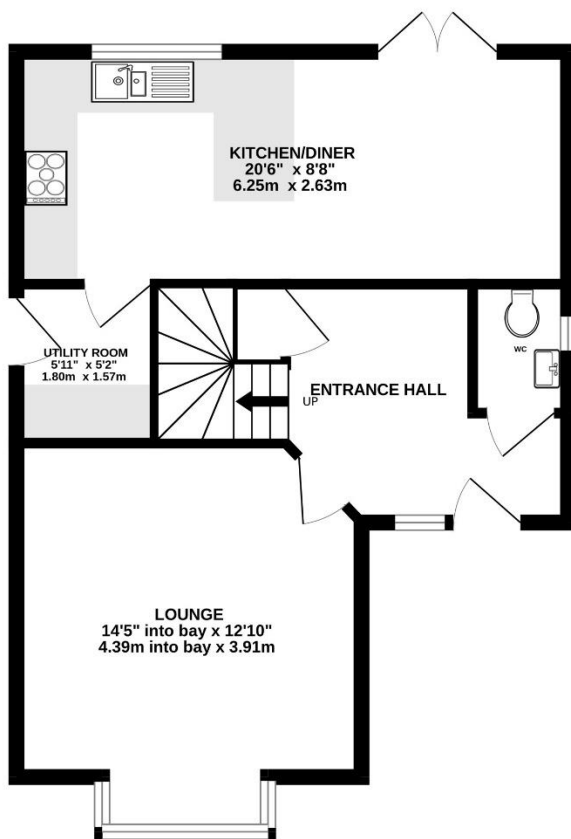 KITCHEN/DINER
20'6" x 8'8"
6.25m x 2.63m
UTILITY ROOM
5'11" x 5'2"
1.80m x 1.57m
WC
ENTRANCE HALL
UP
LOUNGE
14'5" into bay x 12'10"
4.39m into bay x 3.91m